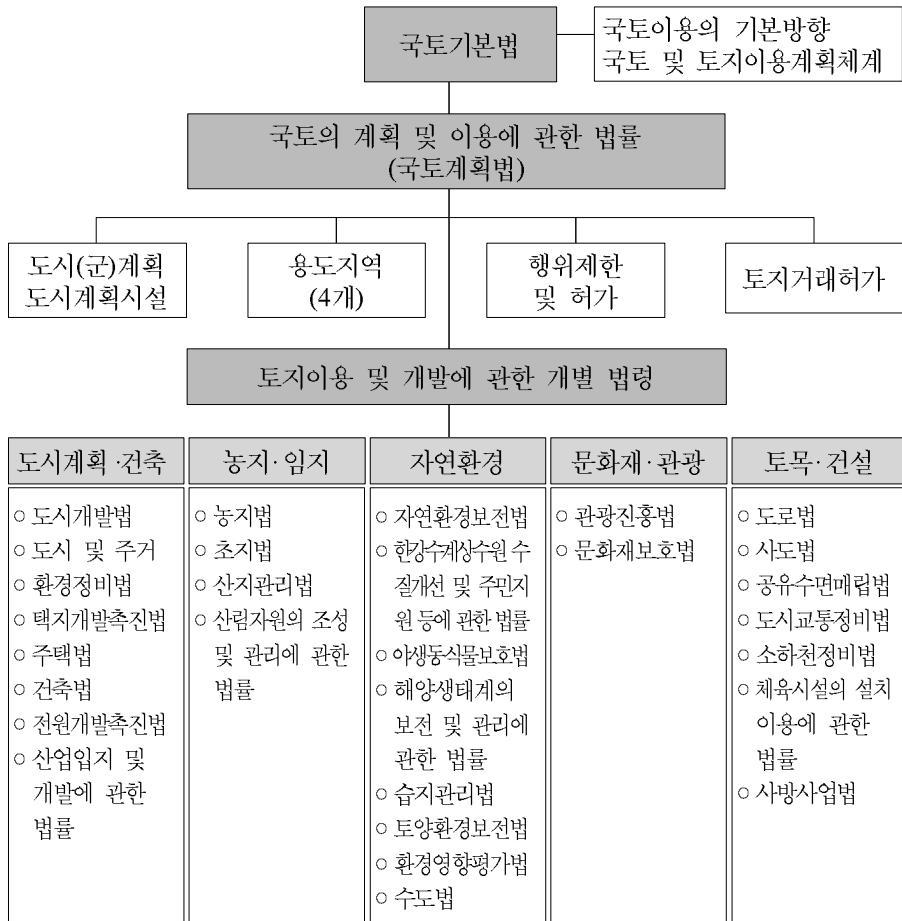 국토기본법
국토이용의 기본방향
국토 및 토지이용계획체계
국토의 계획 및 이용에 관한 법률
(국토계획법)
도시(군)계획
도시계획시설
용도지역
(4개)
행위제한
및 허가
토지거래허가
토지이용 및 개발에 관한 개별 법령
도시계획·건축
○ 도시개발법
○ 도시 및 주거
○ 환경정비법
○ 택지개발촉진법
○ 주택법
○ 건축법
○ 전원개발촉진법
○ 산업입지 및
개발에 관한
법률
농지·임지
○ 농지법
○ 초지법
○ 산지관리법
○ 산림자원의 조성
및 관리에 관한
법률
자연환경
○ 자연환경보전법
○ 한강수계상수원 수
질개선 및 주민지
원 등에 관한 법률
○ 야생동식물보호법
○ 해양생태계의
보전 및 관리에
관한 법률
○ 습지관리법
○ 토양환경보전법
○ 환경영향평가법
○ 수도법
문화재·관광
○ 관광진흥법
○ 문화재보호법
토목·건설
○ 도로법
○ 사도법
○ 공유수면매립법
○ 도시교통정비법
○ 소하천정비법
○ 체육시설의 설치
이용에 관한
법률
○ 사방사업법